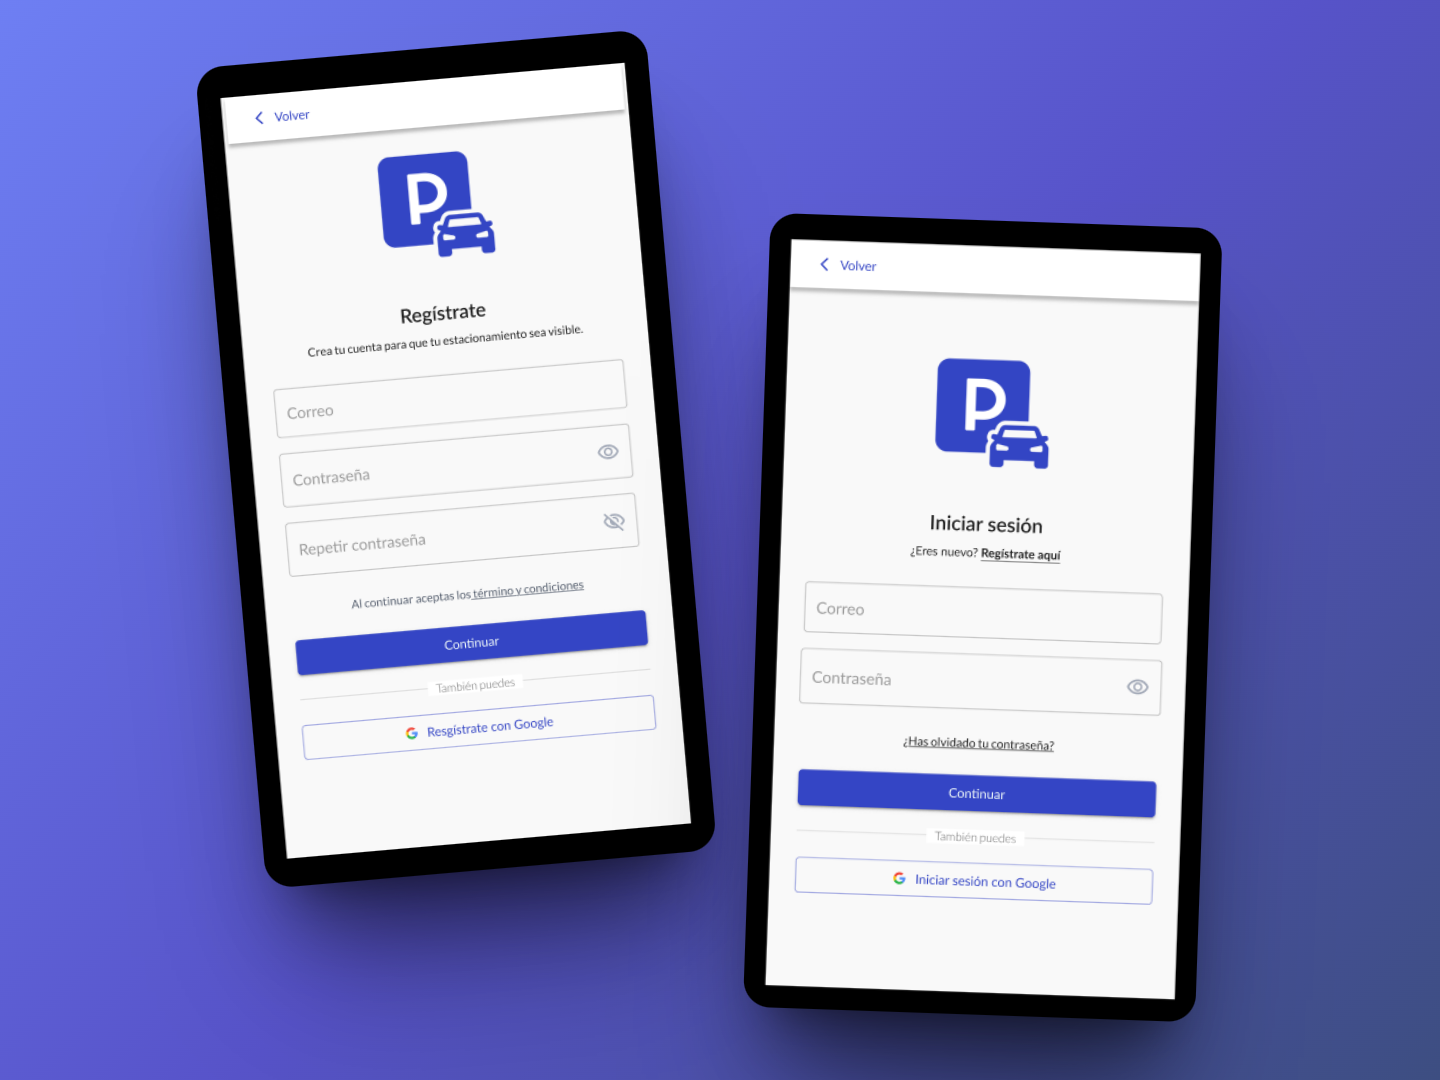 Volver
P
Regístrate
Crea tu cuenta para que tu estacionamiento sea visible.
Correo
Contraseña
Repetir contraseña
Al continuar aceptas los término y condiciones
Continuar
También puedes
Resgístrate con Google
Volver
P
Iniciar sesión
¿Eres nuevo? Regístrate aquí
Correo
Contraseña
¿Has olvidado tu contraseña?
Continuar
También puedes
Iniciar sesión con Google